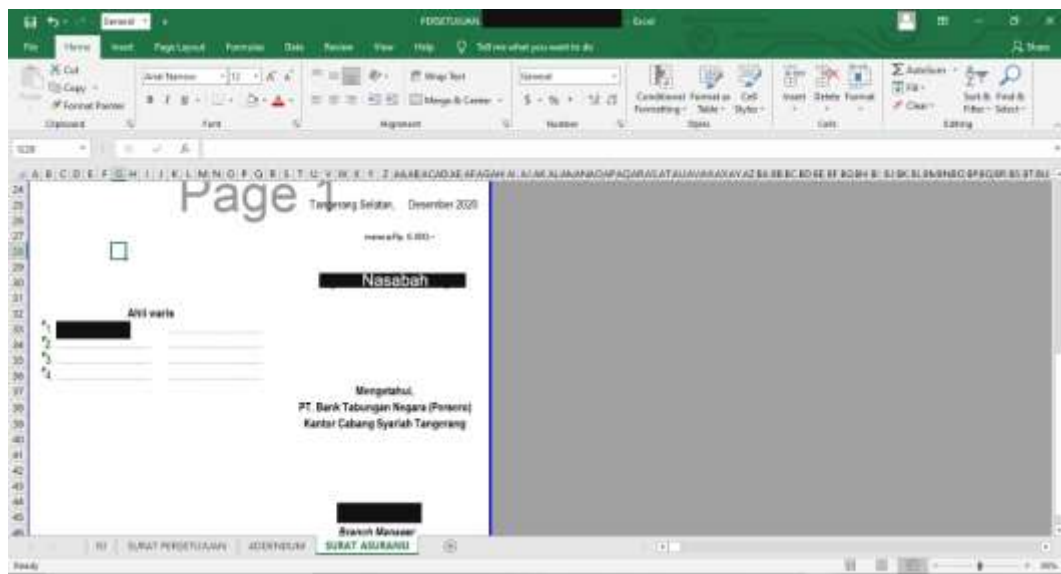 General
PERSETUJUAN
Excel
File Home Insert Page Layout Formulas Data Review View Help Tell me what you want to do
Share
Cut
Copy
Format Painter
Clipboard
Arial Narrow
Font
Wrap Text
Merge & Center
Alignment
General
Number
Conditional Formatting
Format as Table
Cell Styles
Styles
Insert Delete Format
Cells
AutoSum
Fill
Clear
Sort & Filter
Find & Select
Editing
Page 1
Tangerang Selatan, Desember 2020
Nasabah
Ahli waris
1
2
3
4
Mengetahui,
PT. Bank Tabungan Negara (Persero)
Kantor Cabang Syariah Tangerang
Branch Manager
SURAT PERSETUJUAN ADDENDUM SURAT ASURANSI
Ready